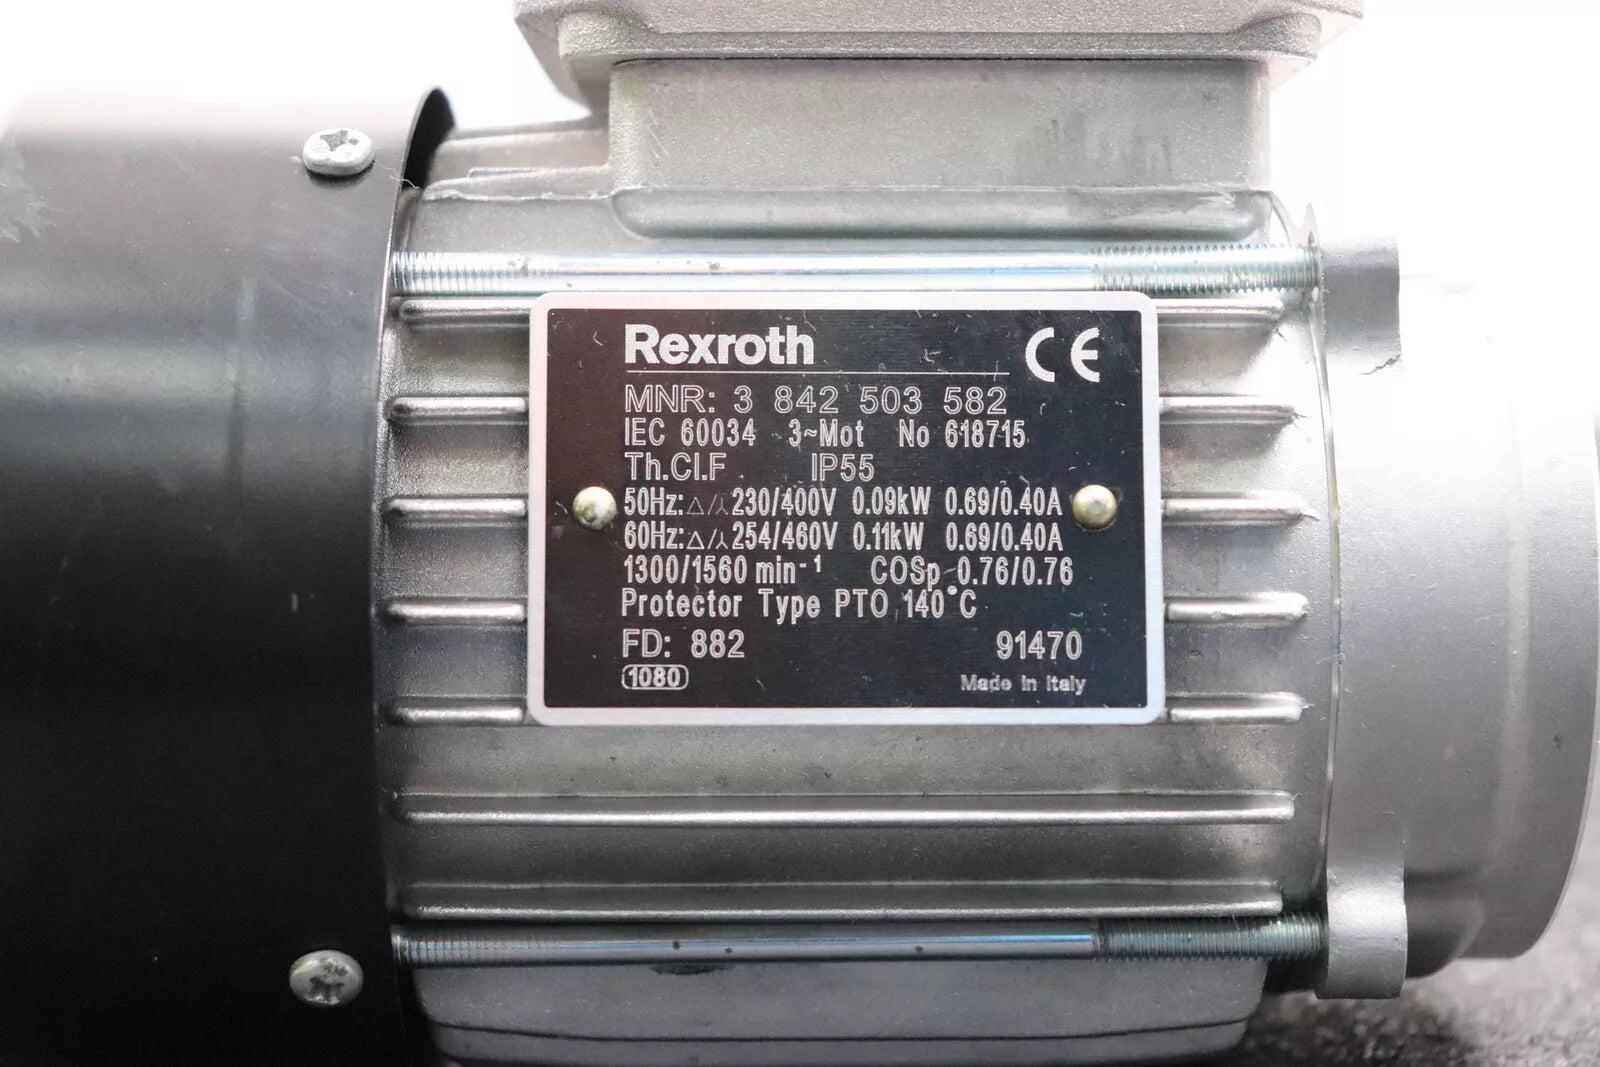 Rexroth CE
MNR: 3 842 503 582
IEC 60034 3~Mot No 618715
Th.Cl.F IP55
50Hz:△/⅄ 230/400V 0.09kW 0.69/0.40A
60Hz:△/⅄ 254/460V 0.11kW 0.69/0.40A
1300/1560 min⁻¹ COSp 0.76/0.76
Protector Type PTO 140°C
FD: 882 91470
1080 Made in Italy